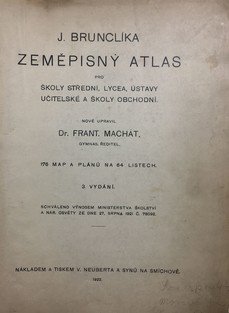 J. BRUNCLÍKA
ZEMĚPISNÝ ATLAS
PRO
ŠKOLY STŘEDNÍ, LYCEA, ÚSTAVY
UČITELSKÉ A ŠKOLY OBCHODNÍ.
NOVĚ UPRAVIL
Dr. FRANT. MACHÁT,
GYMNAS. ŘEDITEL.
176 MAP A PLÁNŮ NA 64 LISTECH.
3. VYDÁNÍ.
SCHVÁLENO VÝNOSEM MINISTERSTVA ŠKOLSTVÍ
A NÁR. OSVĚTY ZE DNE 27. SRPNA 1921 Č.
NÁKLADEM A TISKEM V. NEUBERTA A SYNŮ NA SMÍCHOVĚ.
1922.